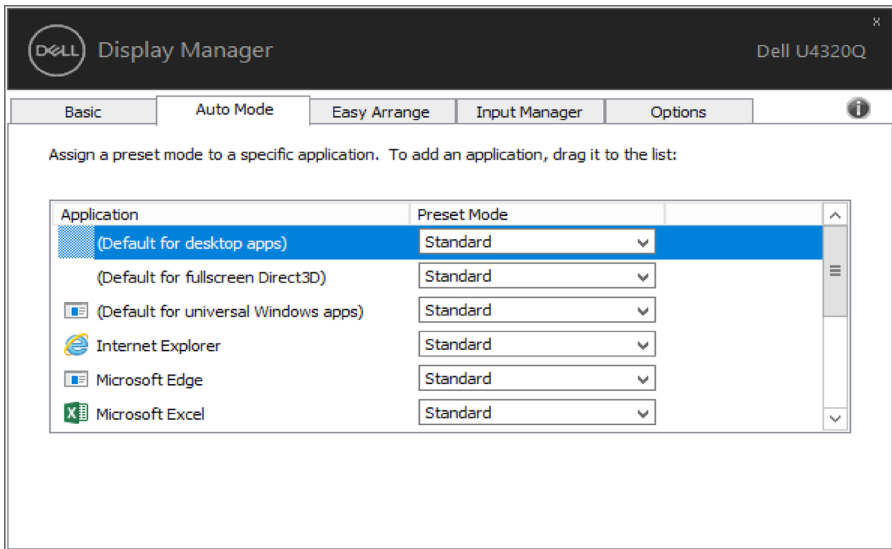 x
DELL Display Manager Dell U4320Q
Basic Auto Mode Easy Arrange Input Manager Options
Assign a preset mode to a specific application. To add an application, drag it to the list:
Application Preset Mode
(Default for desktop apps) Standard
(Default for fullscreen Direct3D) Standard
(Default for universal Windows apps) Standard
Internet Explorer Standard
Microsoft Edge Standard
Microsoft Excel Standard